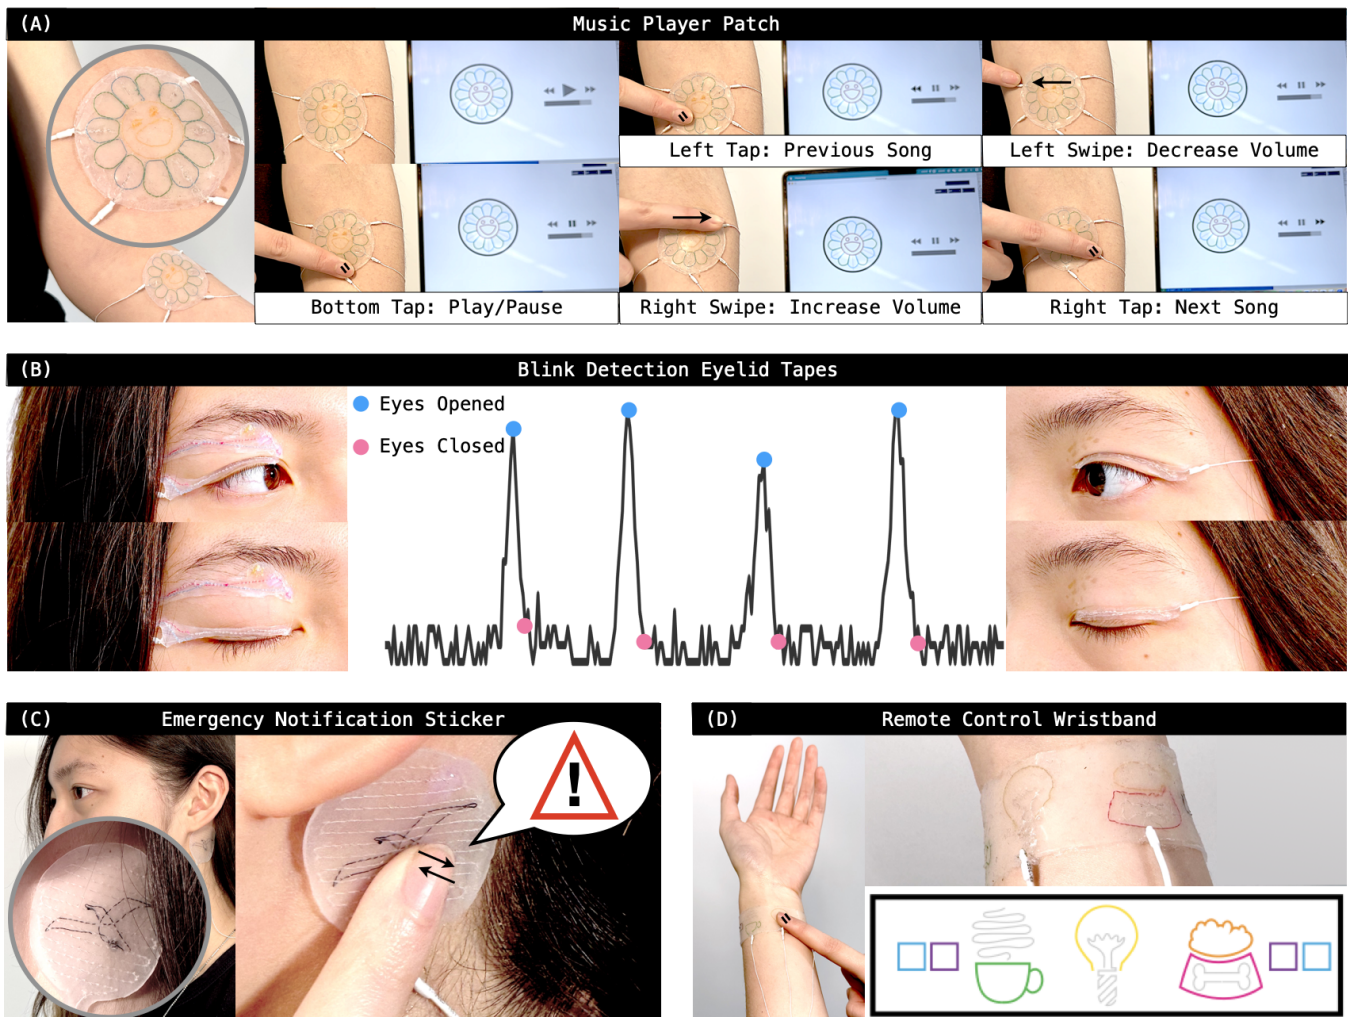 (A) Music Player Patch
Left Tap: Previous Song
Left Swipe: Decrease Volume
Bottom Tap: Play/Pause
Right Swipe: Increase Volume
Right Tap: Next Song
(B) Blink Detection Eyelid Tapes
Eyes Opened
Eyes Closed
(C) Emergency Notification Sticker
!
(D) Remote Control Wristband